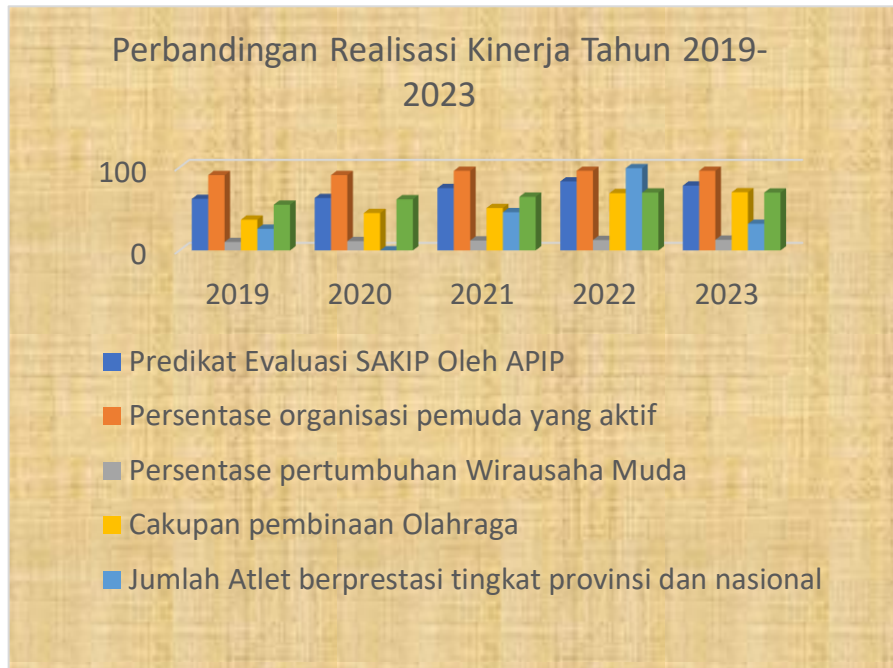 Perbandingan Realisasi Kinerja Tahun 2019-
2023
100
0
2019 2020 2021 2022 2023
Predikat Evaluasi SAKIP Oleh APIP
Persentase organisasi pemuda yang aktif
Persentase pertumbuhan Wirausaha Muda
Cakupan pembinaan Olahraga
Jumlah Atlet berprestasi tingkat provinsi dan nasional